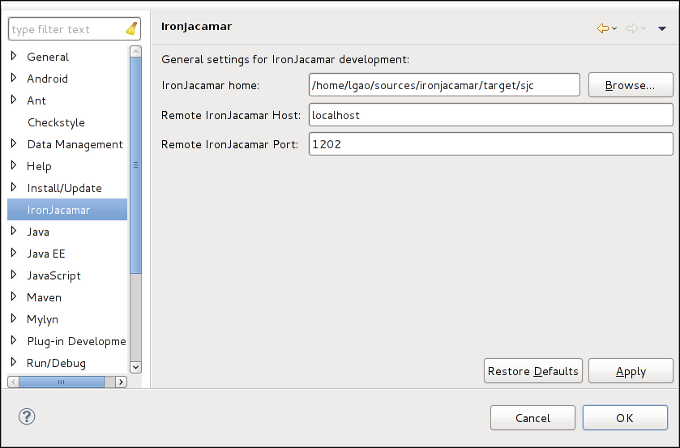 type filter text
General
Android
Ant
Checkstyle
Data Management
Help
Install/Update
IronJacamar
Java
Java EE
JavaScript
Maven
Mylyn
Plug-in Developme
Run/Debug
IronJacamar
General settings for IronJacamar development:
IronJacamar home: /home/lgao/sources/ironjacamar/target/sjc Browse...
Remote IronJacamar Host: localhost
Remote IronJacamar Port: 1202
Restore Defaults Apply
? Cancel OK